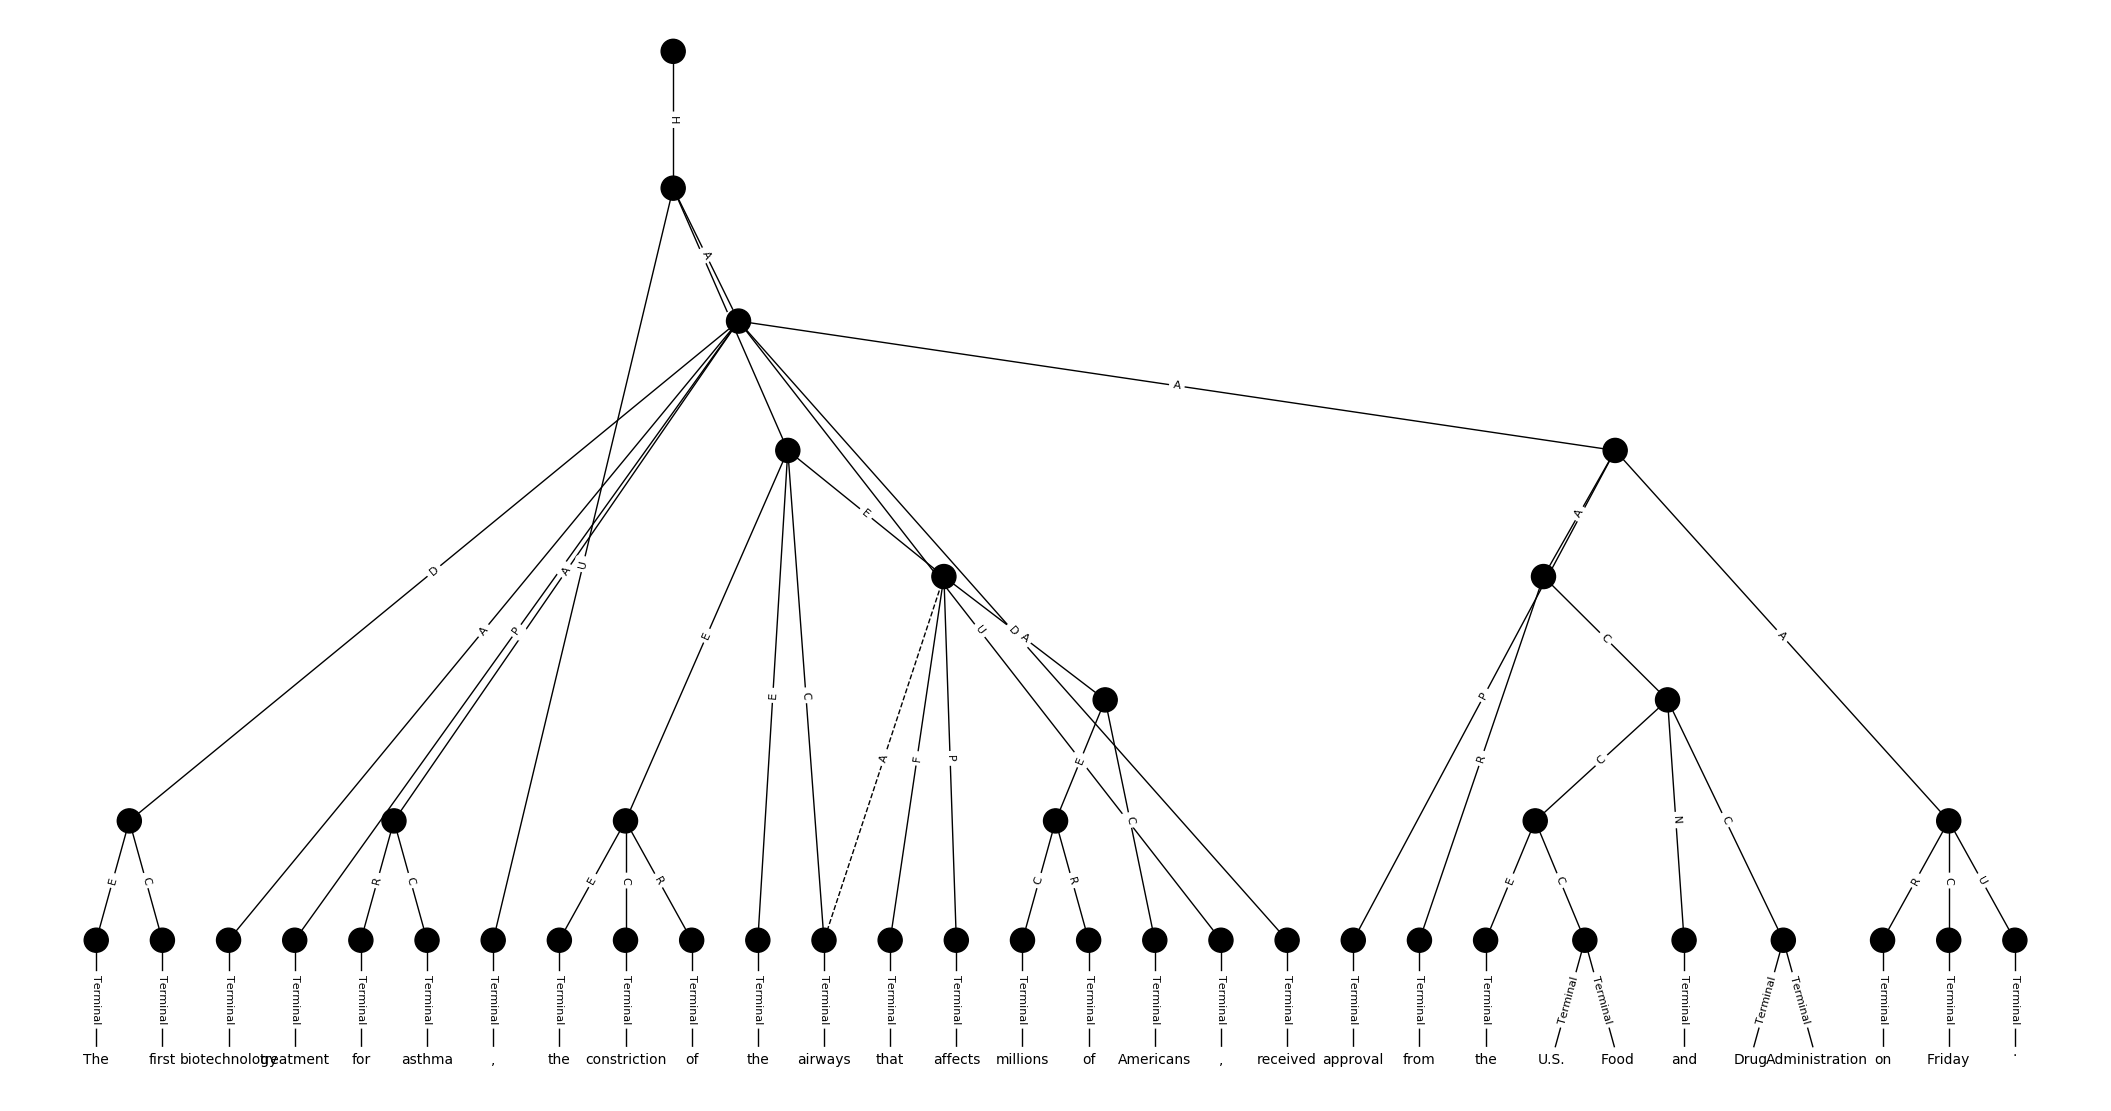 H
A
A
E
A
D
A
P
A
U
E
U
D
A
P
A
C
E
C
A
F
P
E
R
C
C
N
C
E
C
R
C
E
C
R
C
R
E
C
R
C
U
Terminal Terminal Terminal Terminal Terminal Terminal Terminal Terminal Terminal Terminal Terminal Terminal Terminal Terminal Terminal Terminal Terminal Terminal Terminal Terminal Terminal Terminal Terminal Terminal Terminal Terminal Terminal Terminal Terminal Terminal
The first biotechnology treatment for asthma , the constriction of the airways that affects millions of Americans , received approval from the U.S. Food and Drug Administration on Friday .